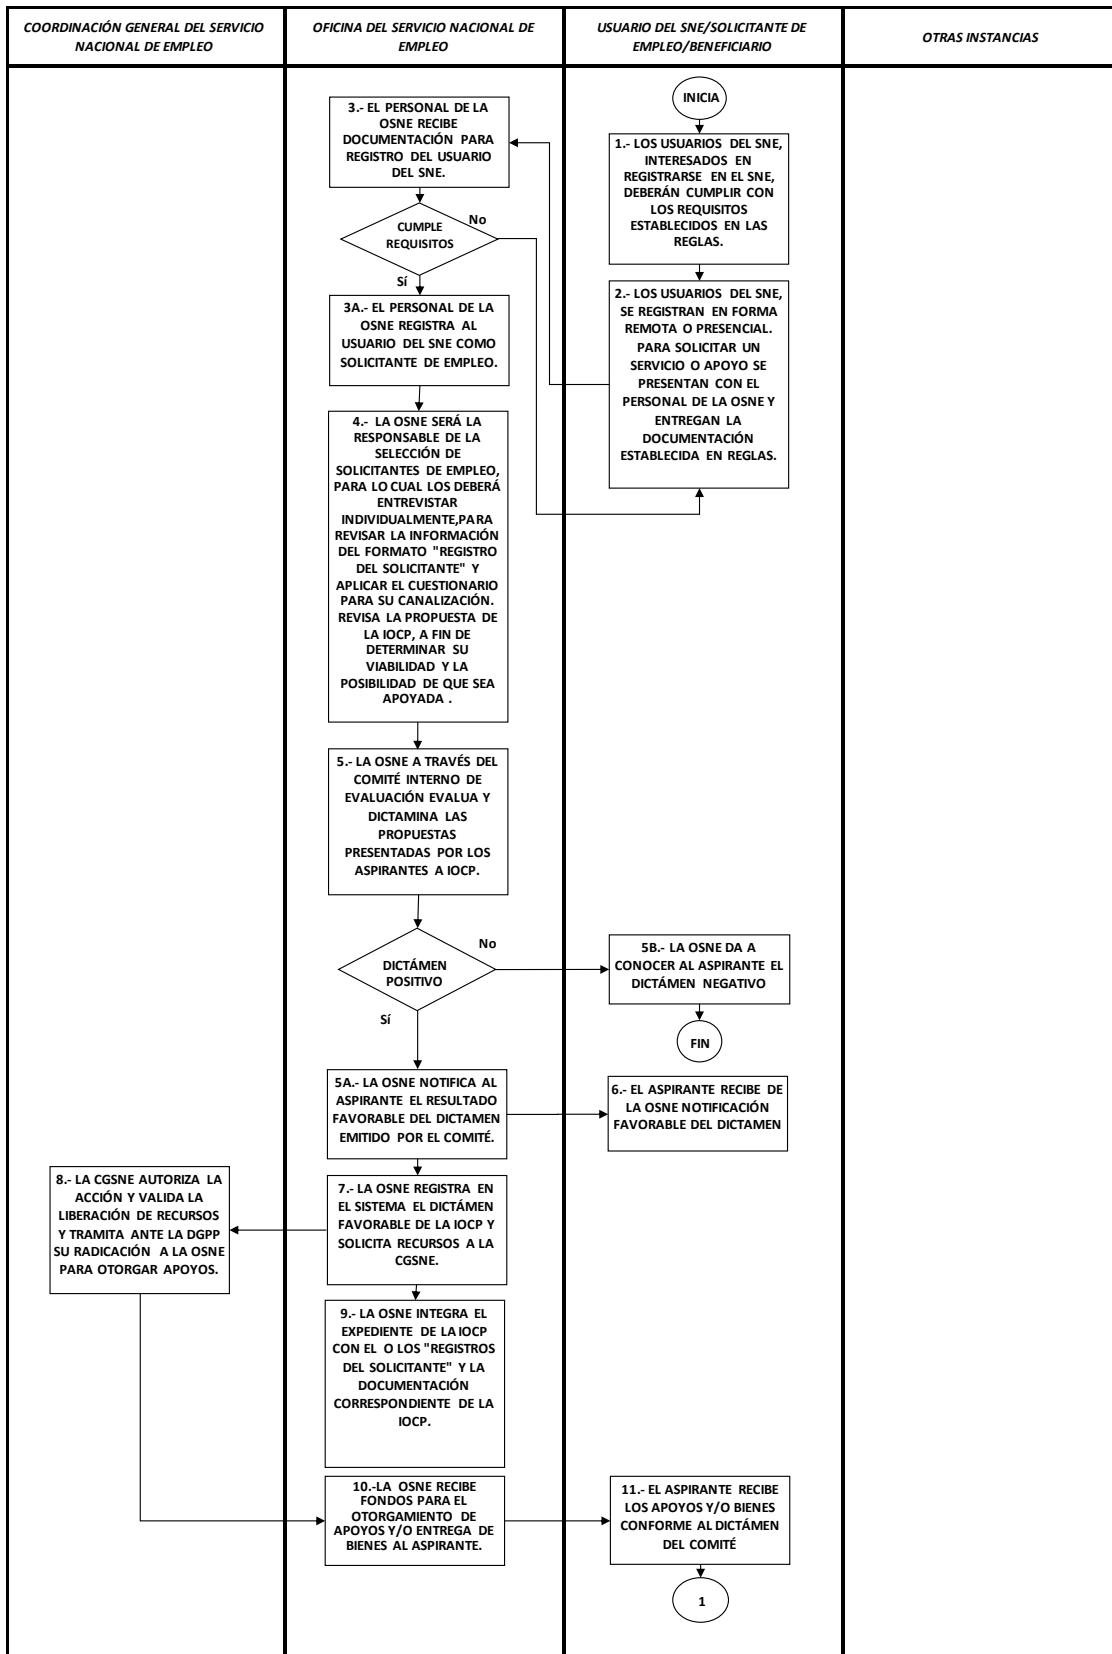 COORDINACIÓN GENERAL DEL SERVICIO
NACIONAL DE EMPLEO
OFICINA DEL SERVICIO NACIONAL DE
EMPLEO
USUARIO DEL SNE/SOLICITANTE DE
EMPLEO/BENEFICIARIO
OTRAS INSTANCIAS
INICIA
1.- LOS USUARIOS DEL SNE,
INTERESADOS EN
REGISTRARSE EN EL SNE,
DEBERÁN CUMPLIR CON
LOS REQUISITOS
ESTABLECIDOS EN LAS
REGLAS.
2.- LOS USUARIOS DEL SNE,
SE REGISTRAN EN FORMA
REMOTA O PRESENCIAL.
PARA SOLICITAR UN
SERVICIO O APOYO SE
PRESENTAN CON EL
PERSONAL DE LA OSNE Y
ENTREGAN LA
DOCUMENTACIÓN
ESTABLECIDA EN REGLAS.
3.- EL PERSONAL DE LA
OSNE RECIBE
DOCUMENTACIÓN PARA
REGISTRO DEL USUARIO
DEL SNE.
CUMPLE
REQUISITOS
No
Sí
3A.- EL PERSONAL DE LA
OSNE REGISTRA AL
USUARIO DEL SNE COMO
SOLICITANTE DE EMPLEO.
4.- LA OSNE SERÁ LA
RESPONSABLE DE LA
SELECCIÓN DE
SOLICITANTES DE EMPLEO,
PARA LO CUAL LOS DEBERÁ
ENTREVISTAR
INDIVIDUALMENTE,PARA
REVISAR LA INFORMACIÓN
DEL FORMATO "REGISTRO
DEL SOLICITANTE" Y
APLICAR EL CUESTIONARIO
PARA SU CANALIZACIÓN.
REVISA LA PROPUESTA DE
LA IOCP, A FIN DE
DETERMINAR SU
VIABILIDAD Y LA
POSIBILIDAD DE QUE SEA
APOYADA .
5.- LA OSNE A TRAVÉS DEL
COMITÉ INTERNO DE
EVALUACIÓN EVALUA Y
DICTAMINA LAS
PROPUESTAS
PRESENTADAS POR LOS
ASPIRANTES A IOCP.
DICTÁMEN
POSITIVO
No
Sí
5B.- LA OSNE DA A
CONOCER AL ASPIRANTE EL
DICTÁMEN NEGATIVO
FIN
5A.- LA OSNE NOTIFICA AL
ASPIRANTE EL RESULTADO
FAVORABLE DEL DICTAMEN
EMITIDO POR EL COMITÉ.
6.- EL ASPIRANTE RECIBE DE
LA OSNE NOTIFICACIÓN
FAVORABLE DEL DICTAMEN
7.- LA OSNE REGISTRA EN
EL SISTEMA EL DICTÁMEN
FAVORABLE DE LA IOCP Y
SOLICITA RECURSOS A LA
CGSNE.
8.- LA CGSNE AUTORIZA LA
ACCIÓN Y VALIDA LA
LIBERACIÓN DE RECURSOS
Y TRAMITA ANTE LA DGPP
SU RADICACIÓN A LA OSNE
PARA OTORGAR APOYOS.
9.- LA OSNE INTEGRA EL
EXPEDIENTE DE LA IOCP
CON EL O LOS "REGISTROS
DEL SOLICITANTE" Y LA
DOCUMENTACIÓN
CORRESPONDIENTE DE LA
IOCP.
10.-LA OSNE RECIBE
FONDOS PARA EL
OTORGAMIENTO DE
APOYOS Y/O ENTREGA DE
BIENES AL ASPIRANTE.
11.- EL ASPIRANTE RECIBE
LOS APOYOS Y/O BIENES
CONFORME AL DICTÁMEN
DEL COMITÉ
1